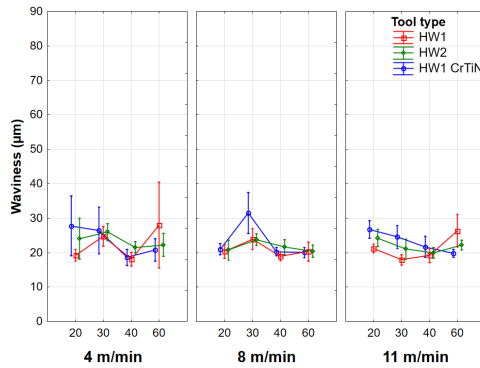 Tool type
HW1
HW2
HW1 CrTiN
Waviness (µm)
90
80
70
60
50
40
30
20
10
0
20 30 40 60
20 30 40 60
20 30 40 60
4 m/min
8 m/min
11 m/min